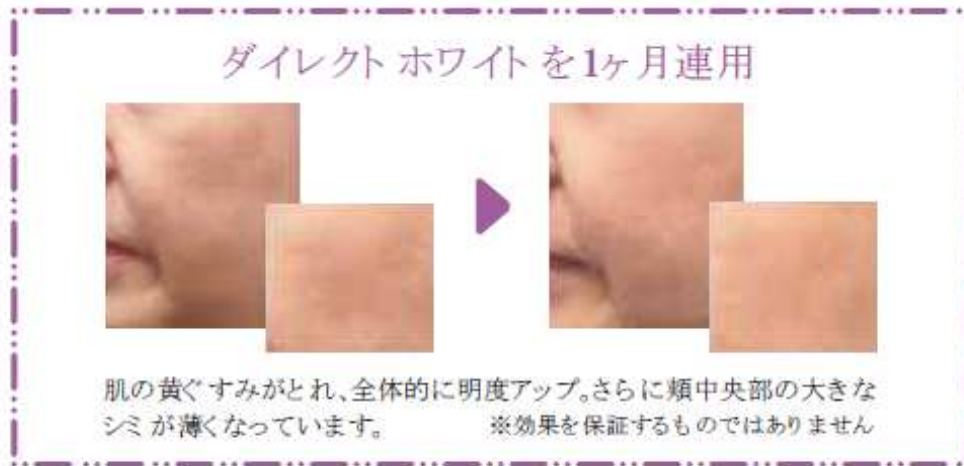 ダイレクト ホワイトを1ヶ月連用
肌の黄ぐすみがとれ、全体的に明度アップ。さらに頬中央部の大きな
シミが薄くなっています。 ※効果を保証するものではありません